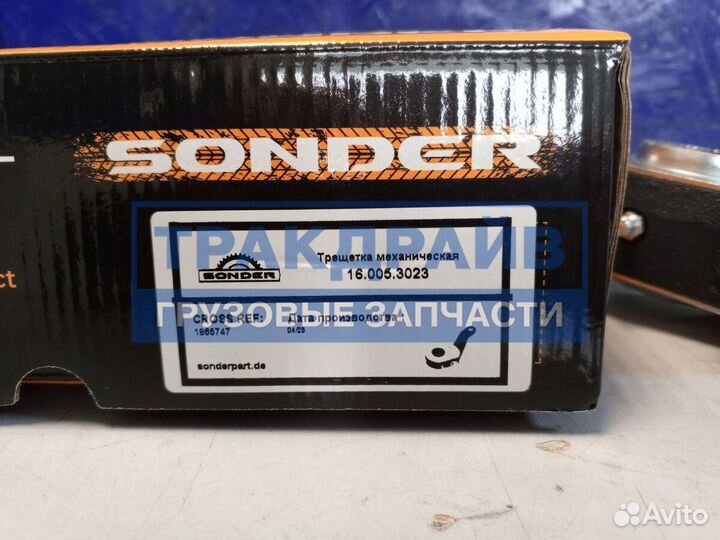 ct
SONDER
ТРАКДРАЙВ
ГРУЗОВЫЕ ЗАПЧАСТИ
SONDER
Трещетка механическая
16.005.3023
CROSS REF:
1865747
Дата производства:
04/23
sonderpart.de
Avito